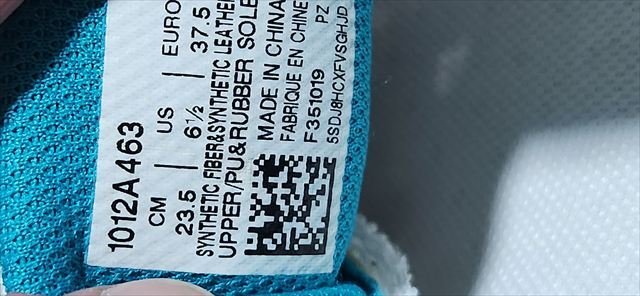 1012A463
CM | US | EURO
23.5 | 6½ | 37.5
SYNTHETIC FIBER&SYNTHETIC LEATHER
UPPER/PU&RUBBER SOLE
MADE IN CHINA
FABRIQUE EN CHINE
F351019 PZ
5SDJ8HCXFVSGHJD